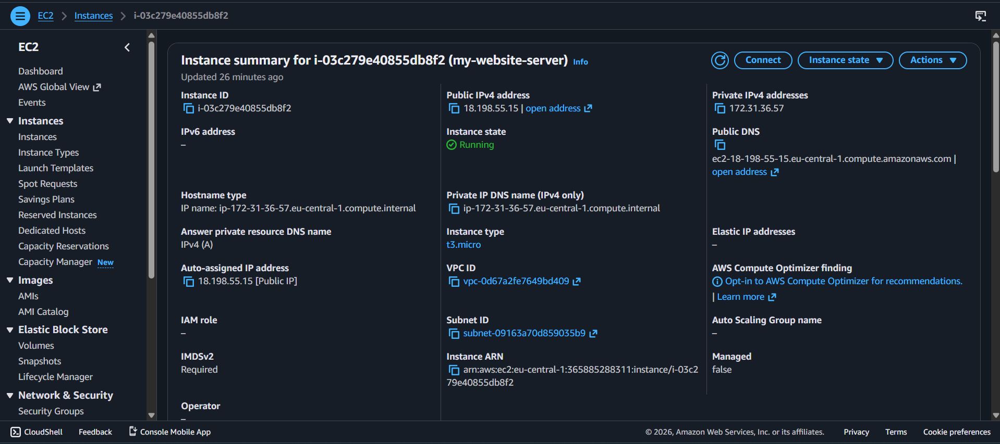 EC2
Instances
i-03c279e40855db8f2
EC2
Dashboard
AWS Global View
Events
Instances
Instances
Instance Types
Launch Templates
Spot Requests
Savings Plans
Reserved Instances
Dedicated Hosts
Capacity Reservations
Capacity Manager New
Images
AMIs
AMI Catalog
Elastic Block Store
Volumes
Snapshots
Lifecycle Manager
Network & Security
Security Groups
Instance summary for i-03c279e40855db8f2 (my-website-server) Info
Updated 26 minutes ago
Connect
Instance state
Actions
Instance ID
i-03c279e40855db8f2
Public IPv4 address
18.198.55.15 | open address
Private IPv4 addresses
172.31.36.57
IPv6 address
–
Instance state
Running
Public DNS
ec2-18-198-55-15.eu-central-1.compute.amazonaws.com |
open address
Hostname type
IP name: ip-172-31-36-57.eu-central-1.compute.internal
Private IP DNS name (IPv4 only)
ip-172-31-36-57.eu-central-1.compute.internal
Answer private resource DNS name
IPv4 (A)
Instance type
t3.micro
Elastic IP addresses
–
Auto-assigned IP address
18.198.55.15 [Public IP]
VPC ID
vpc-0d67a2fe7649bd409
AWS Compute Optimizer finding
Opt-in to AWS Compute Optimizer for recommendations.
| Learn more
IAM role
–
Subnet ID
subnet-09163a70d859035b9
Auto Scaling Group name
–
IMDSv2
Required
Instance ARN
arn:aws:ec2:eu-central-1:365885288311:instance/i-03c2
79e40855db8f2
Managed
false
Operator
–
CloudShell
Feedback
Console Mobile App
© 2026, Amazon Web Services, Inc. or its affiliates.
Privacy
Terms
Cookie preferences